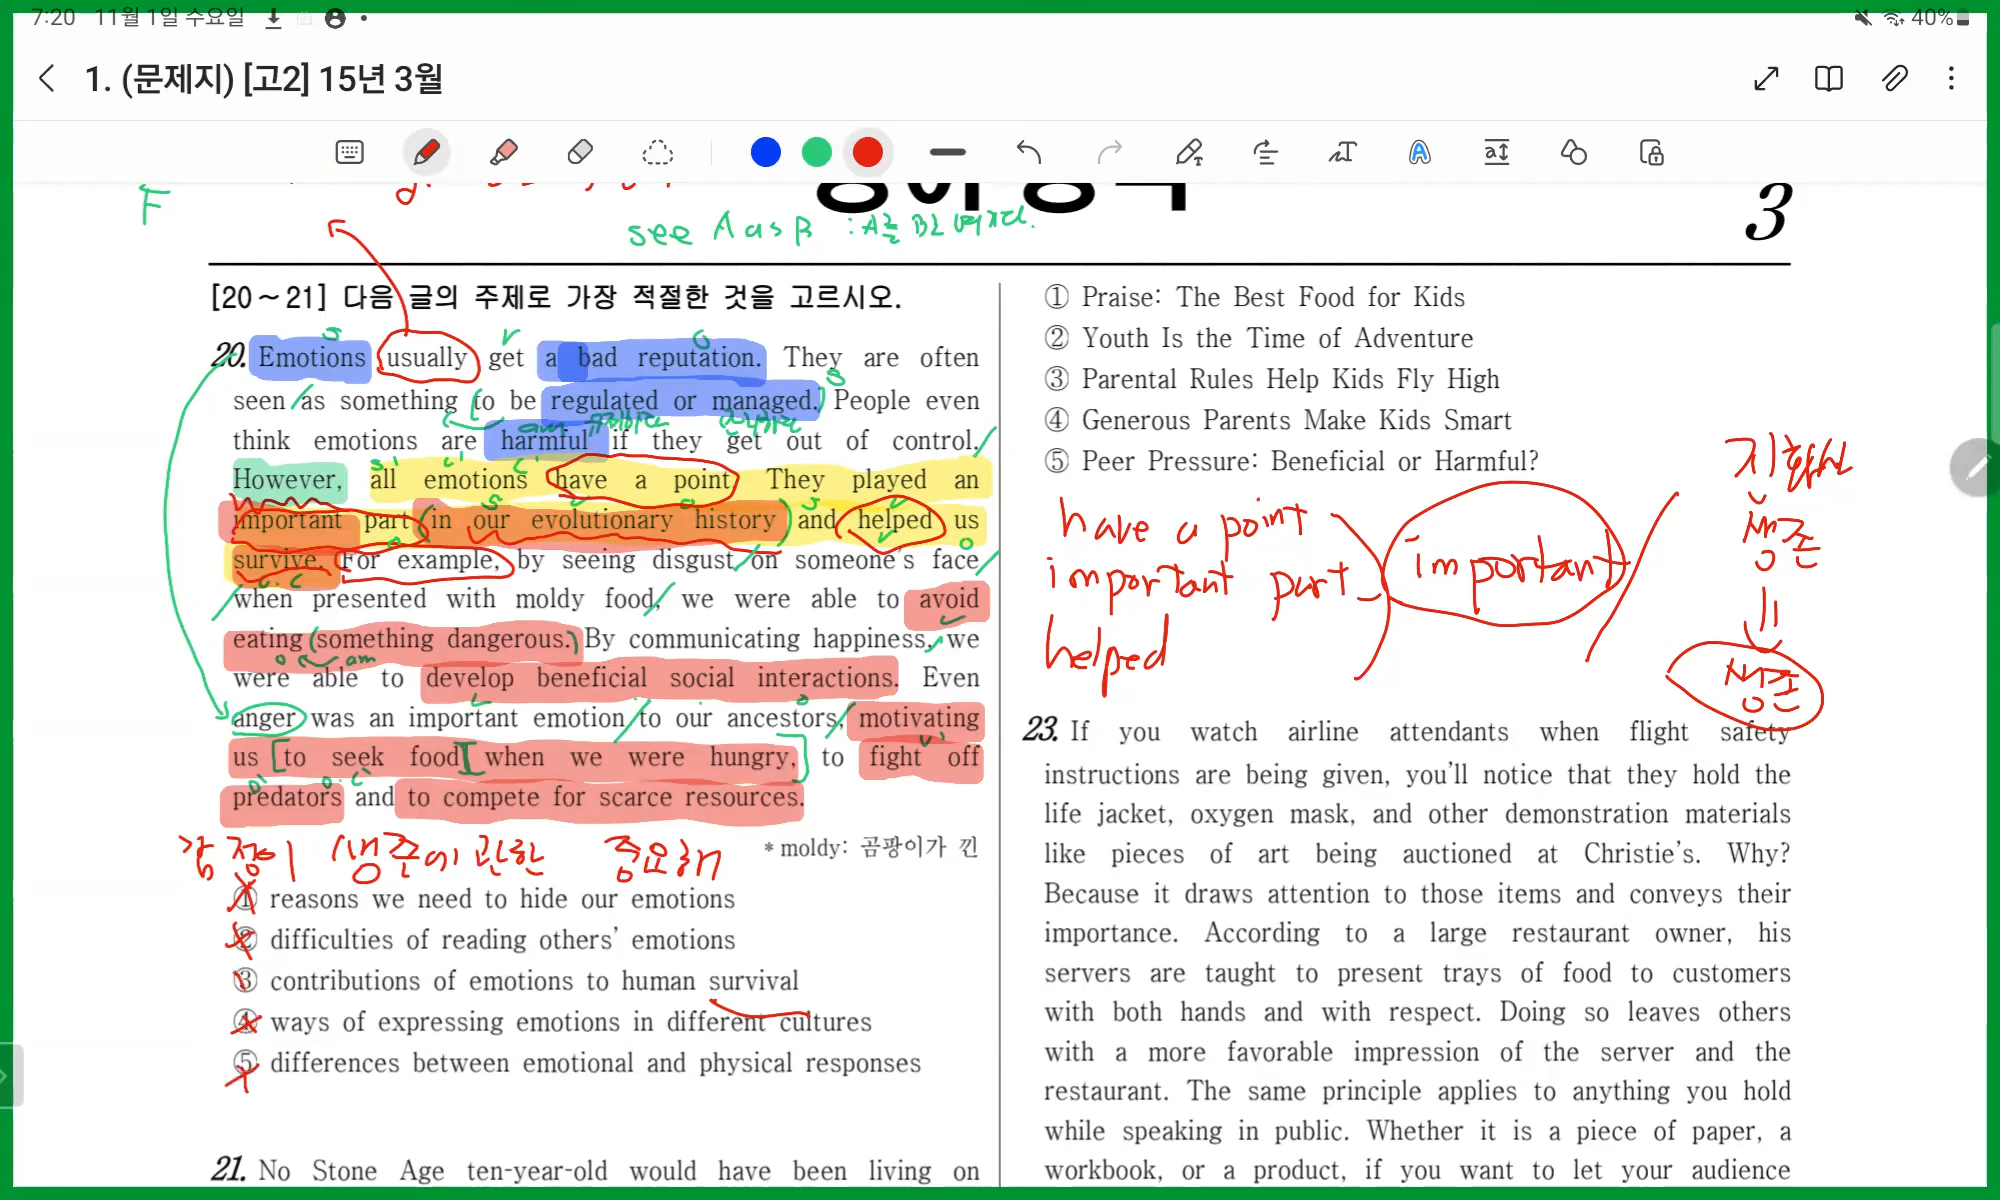 7:20 11월 1일 수요일
40%
1. (문제지) [고2] 15년 3월
F
see A as B : A를 B로 여기다.
3
[20~21] 다음 글의 주제로 가장 적절한 것을 고르시오.
20. Emotions usually get a bad reputation. They are often
seen as something to be regulated or managed. People even
think emotions are harmful if they get out of control.
However, all emotions have a point. They played an
important part in our evolutionary history and helped us
survive. For example, by seeing disgust on someone's face
when presented with moldy food, we were able to avoid
eating something dangerous. By communicating happiness, we
were able to develop beneficial social interactions. Even
anger was an important emotion to our ancestors, motivating
us to seek food when we were hungry, to fight off
predators and to compete for scarce resources.
* moldy: 곰팡이가 낀
감정이 생존에 관한 중요해
① reasons we need to hide our emotions
② difficulties of reading others' emotions
③ contributions of emotions to human survival
④ ways of expressing emotions in different cultures
⑤ differences between emotional and physical responses
21. No Stone Age ten-year-old would have been living on
① Praise: The Best Food for Kids
② Youth Is the Time of Adventure
③ Parental Rules Help Kids Fly High
④ Generous Parents Make Kids Smart
⑤ Peer Pressure: Beneficial or Harmful?
have a point
important part
helped
important
생존
생존
23. If you watch airline attendants when flight safety
instructions are being given, you'll notice that they hold the
life jacket, oxygen mask, and other demonstration materials
like pieces of art being auctioned at Christie's. Why?
Because it draws attention to those items and conveys their
importance. According to a large restaurant owner, his
servers are taught to present trays of food to customers
with both hands and with respect. Doing so leaves others
with a more favorable impression of the server and the
restaurant. The same principle applies to anything you hold
while speaking in public. Whether it is a piece of paper, a
workbook, or a product, if you want to let your audience